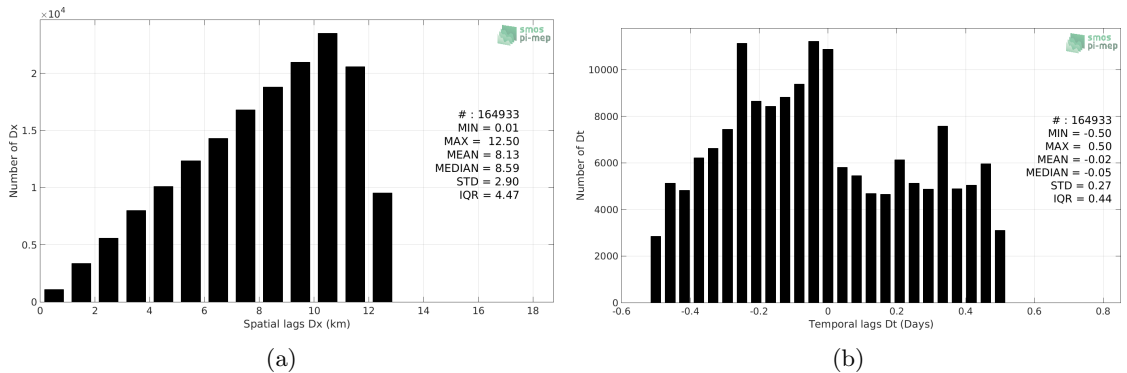 ×10⁴
smos
pi-mep
2
1.5
1
0.5
0
Number of Dx
# : 164933
MIN = 0.01
MAX = 12.50
MEAN = 8.13
MEDIAN = 8.59
STD = 2.90
IQR = 4.47
0 2 4 6 8 10 12 14 16 18
Spatial lags Dx (km)
(a)
smos
pi-mep
10000
8000
6000
4000
2000
0
Number of Dt
# : 164933
MIN = -0.50
MAX = 0.50
MEAN = -0.02
MEDIAN = -0.05
STD = 0.27
IQR = 0.44
-0.6 -0.4 -0.2 0 0.2 0.4 0.6 0.8
Temporal lags Dt (Days)
(b)